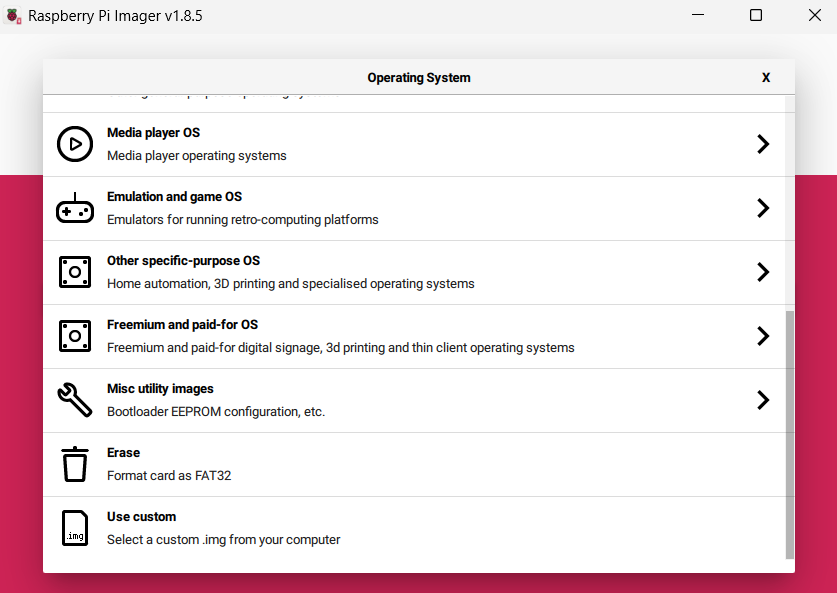 Raspberry Pi Imager v1.8.5
Operating System
X
Media player OS
Media player operating systems
Emulation and game OS
Emulators for running retro-computing platforms
Other specific-purpose OS
Home automation, 3D printing and specialised operating systems
Freemium and paid-for OS
Freemium and paid-for digital signage, 3d printing and thin client operating systems
Misc utility images
Bootloader EEPROM configuration, etc.
Erase
Format card as FAT32
.img
Use custom
Select a custom .img from your computer